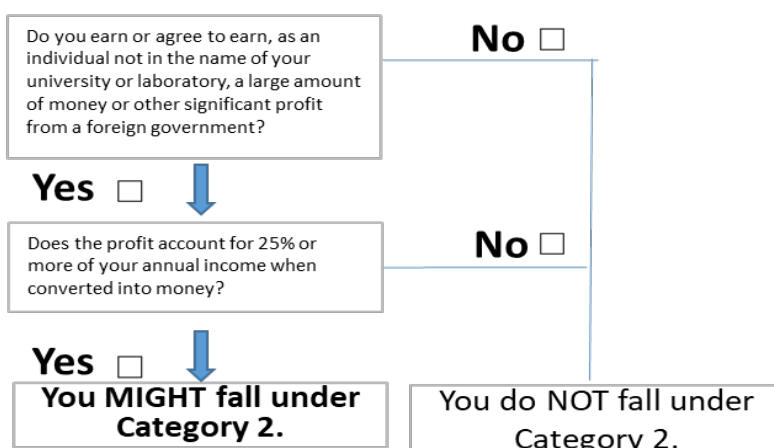 Do you earn or agree to earn, as an
individual not in the name of your
university or laboratory, a large amount
of money or other significant profit
from a foreign government?
No ☐
Yes ☐
Does the profit account for 25% or
more of your annual income when
converted into money?
No ☐
Yes ☐
You MIGHT fall under
Category 2.
You do NOT fall under
Category 2.